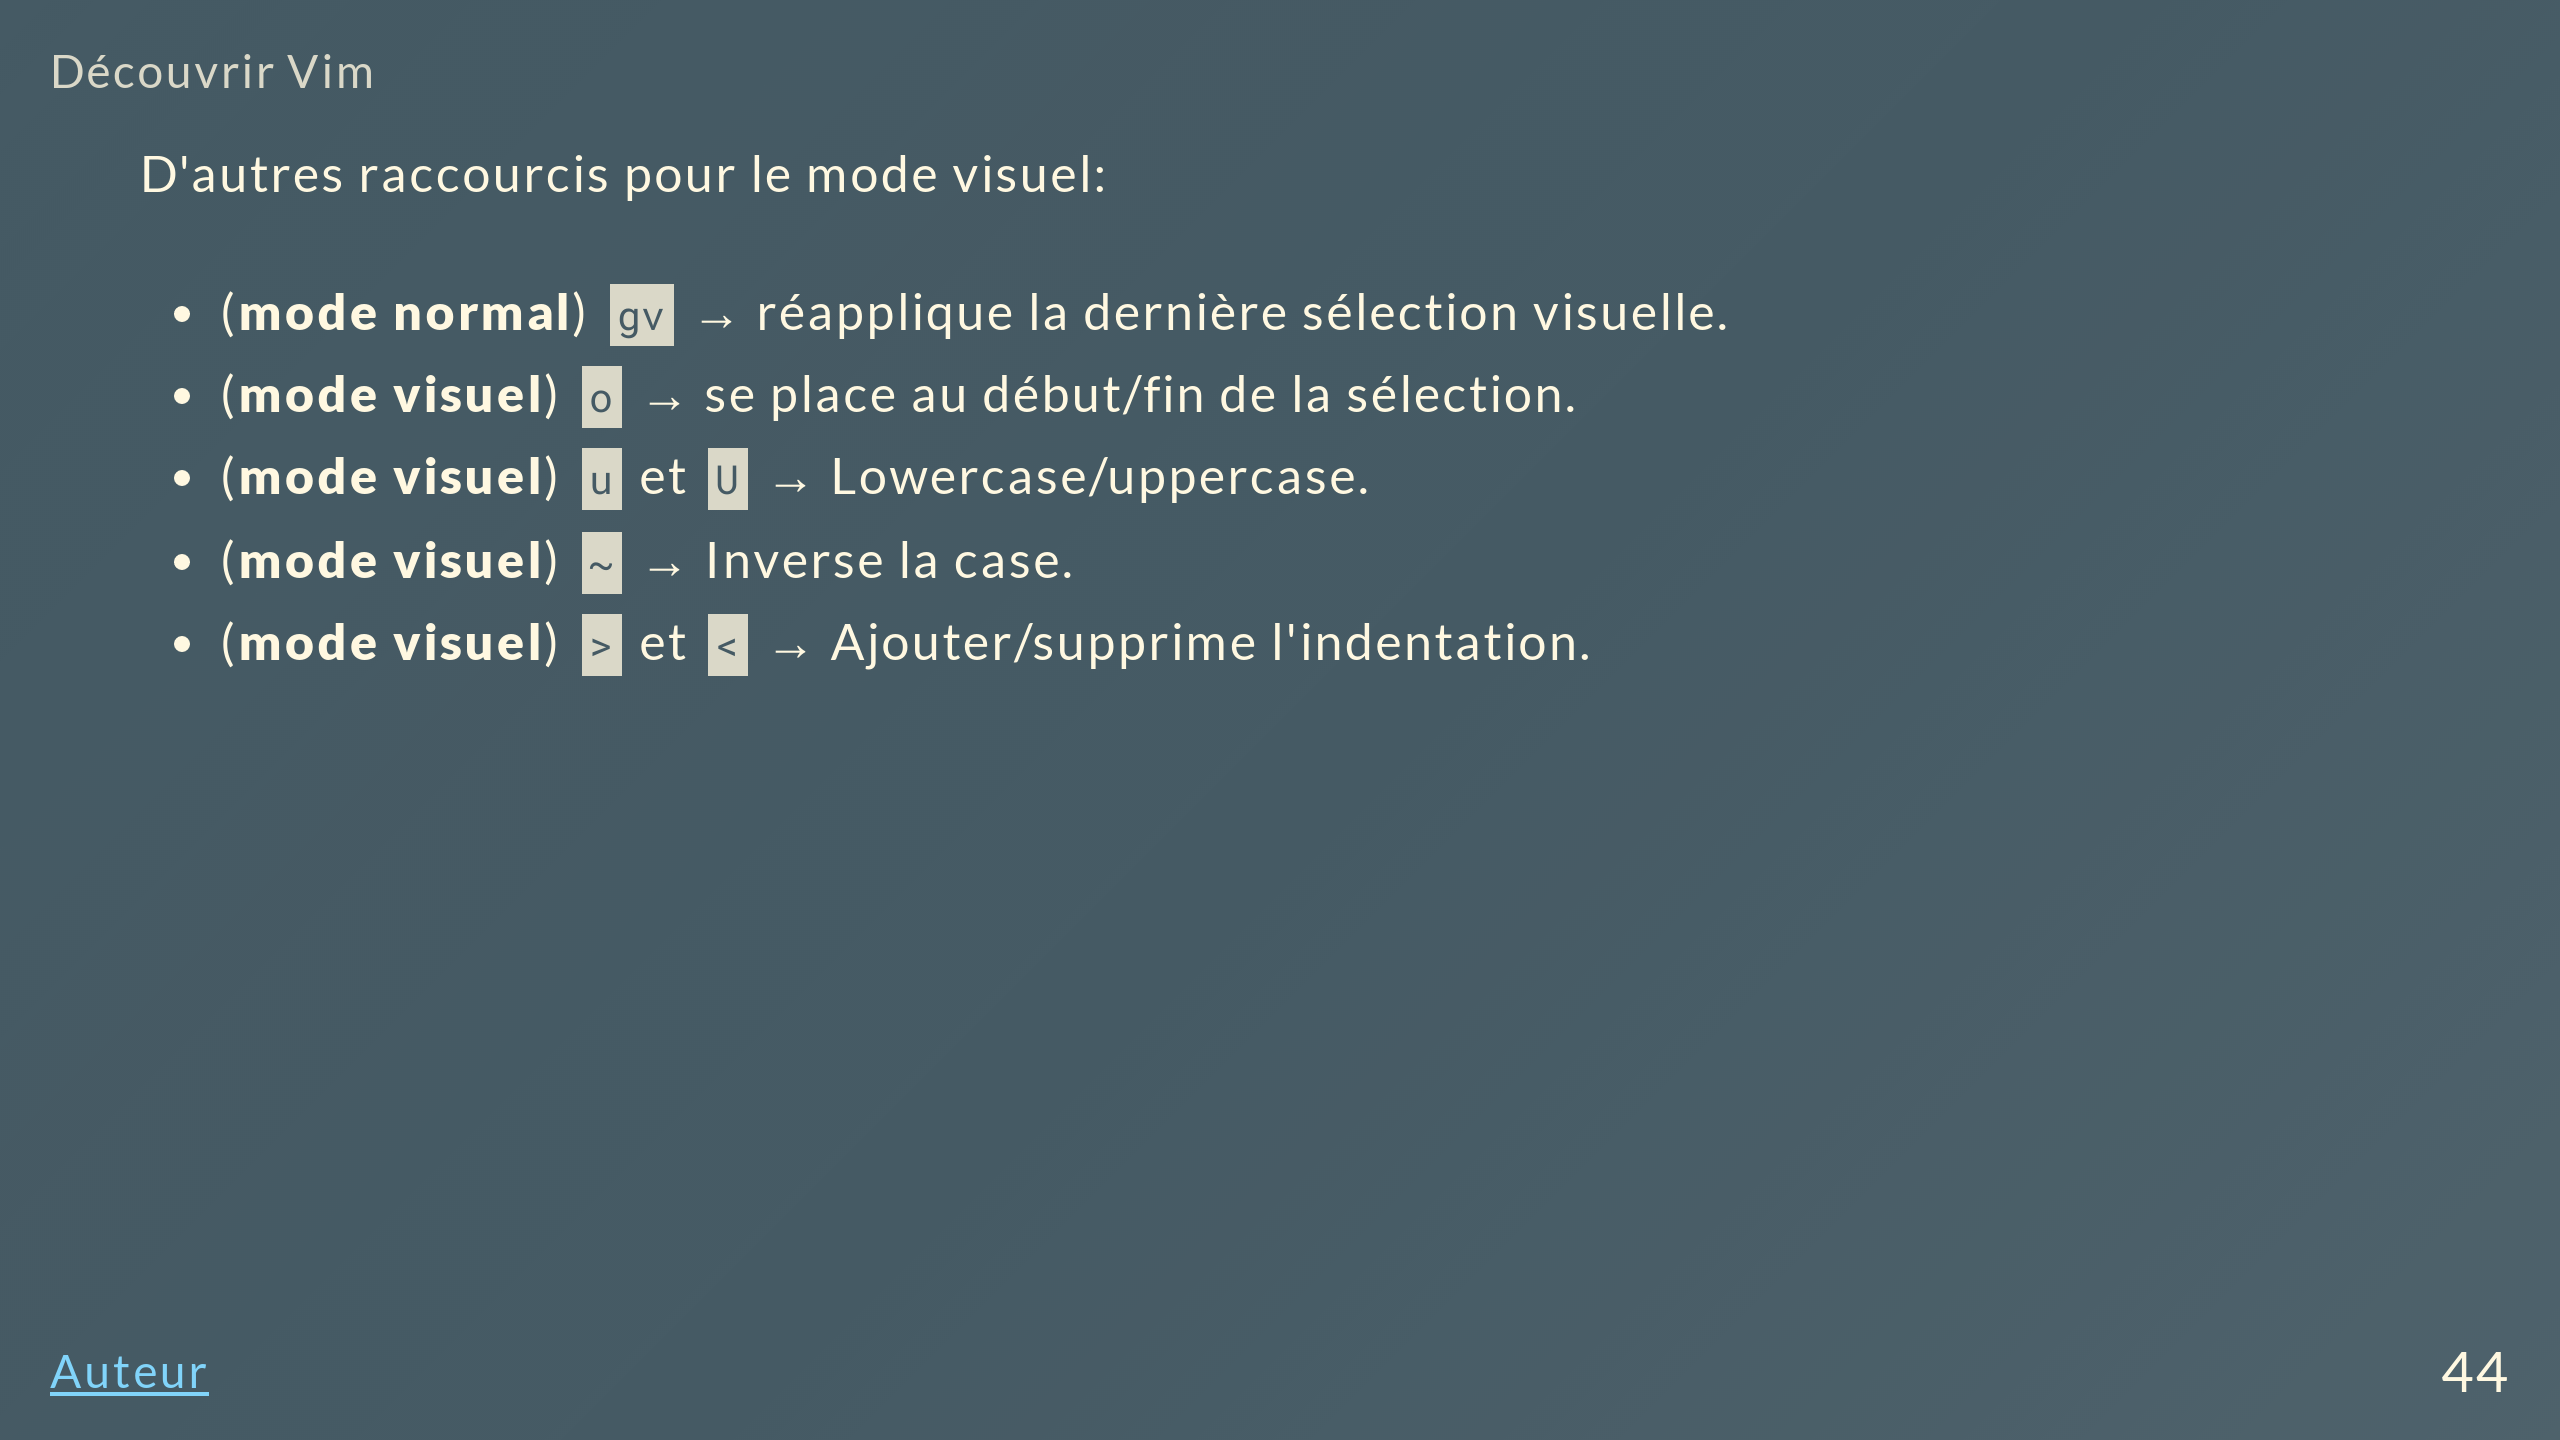 Découvrir Vim
D'autres raccourcis pour le mode visuel:
• (mode normal) gv → réapplique la dernière sélection visuelle.
• (mode visuel) o → se place au début/fin de la sélection.
• (mode visuel) u et U → Lowercase/uppercase.
• (mode visuel) ~ → Inverse la case.
• (mode visuel) > et < → Ajouter/supprime l'indentation.
Auteur
44